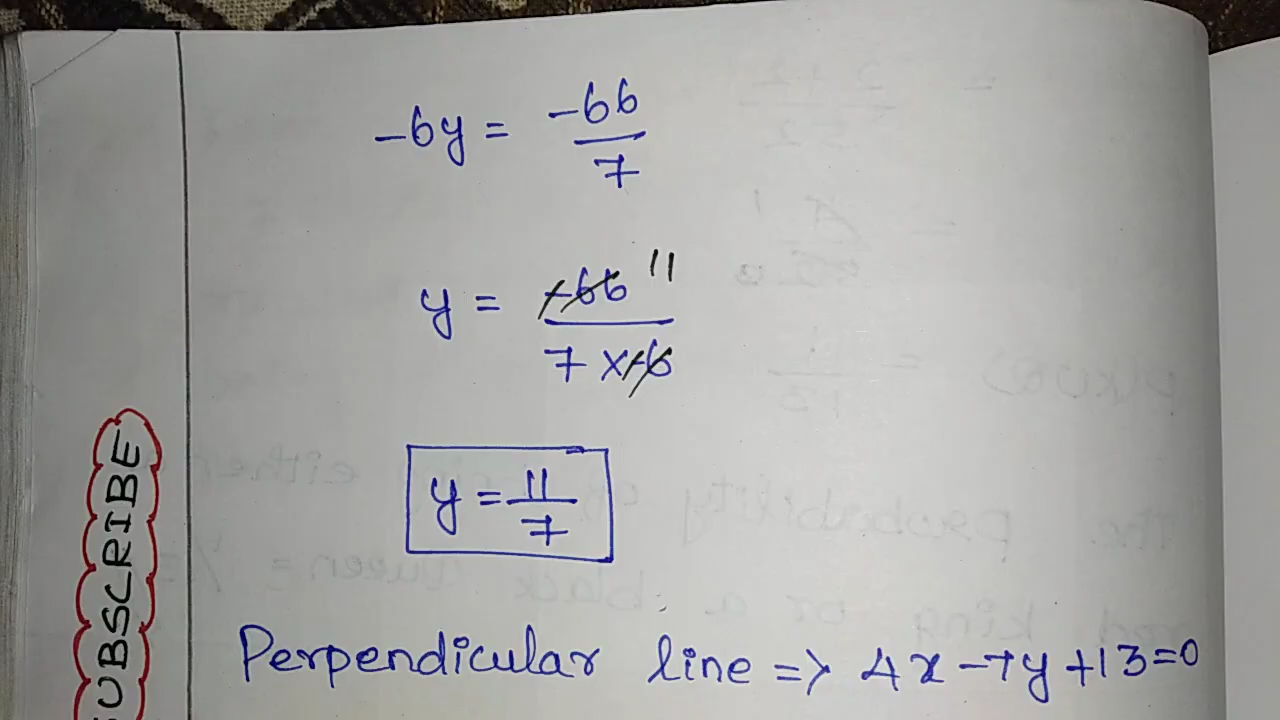 -6y = -66/7
y = -66 11 / 7 x -6
y = 11/7
Perpendicular line => 4x - 7y + 13 = 0
SUBSCRIBE